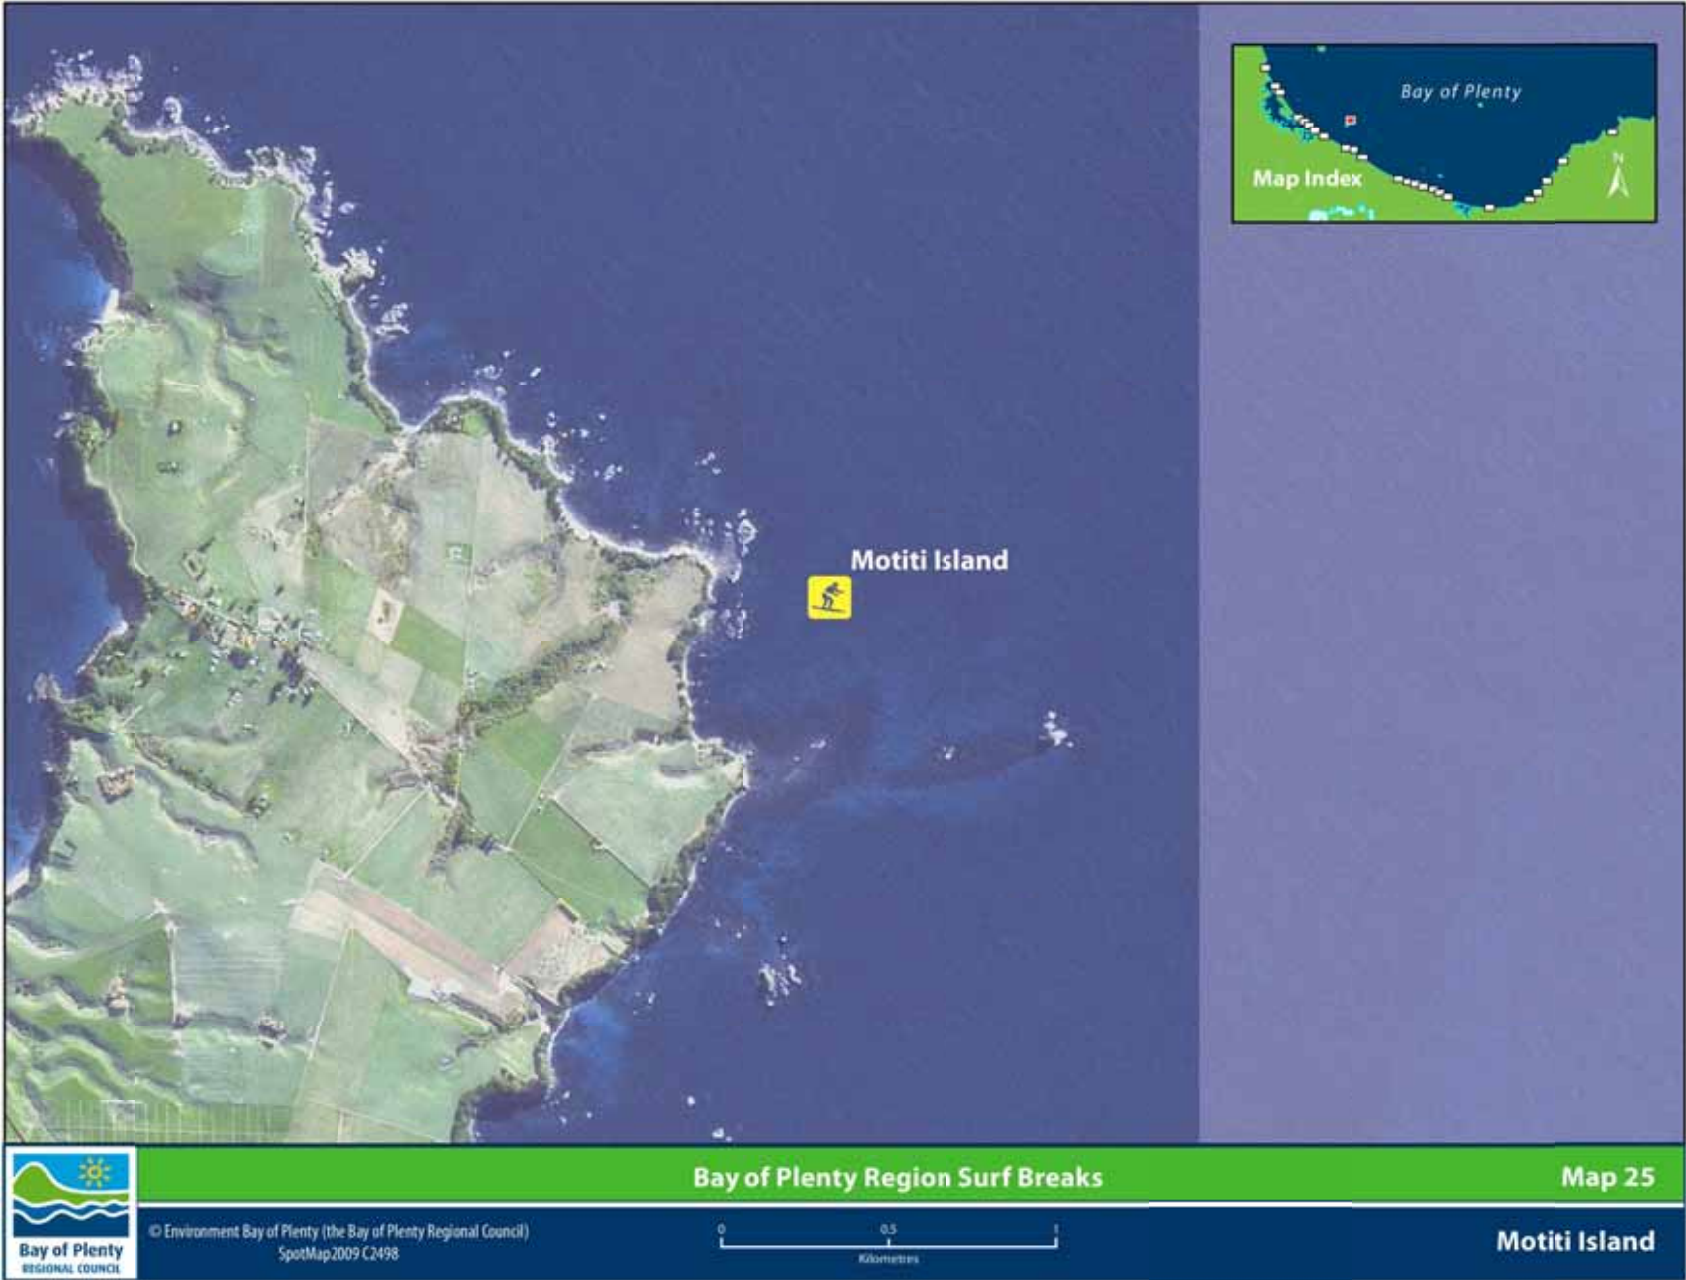 Bay of Plenty
Map Index
N
Motiti Island
Bay of Plenty Region Surf Breaks
Map 25
Bay of Plenty
REGIONAL COUNCIL
© Environment Bay of Plenty (the Bay of Plenty Regional Council)
SpotMap2009 C2498
0 0.5 1
Kilometres
Motiti Island